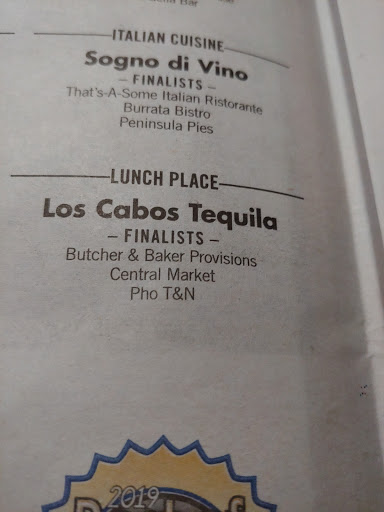 Bar
ITALIAN CUISINE
Sogno di Vino
– FINALISTS –
That's-A-Some Italian Ristorante
Burrata Bistro
Peninsula Pies
LUNCH PLACE
Los Cabos Tequila
– FINALISTS –
Butcher & Baker Provisions
Central Market
Pho T&N
2019